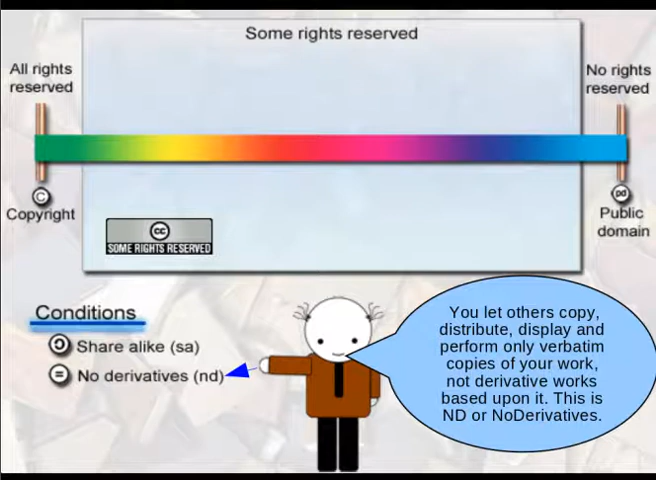 Some rights reserved
All rights
reserved
No rights
reserved
C
Copyright
pd
Public
domain
cc
SOME RIGHTS RESERVED
Conditions
Share alike (sa)
= No derivatives (nd)
You let others copy,
distribute, display and
perform only verbatim
copies of your work,
not derivative works
based upon it. This is
ND or NoDerivatives.